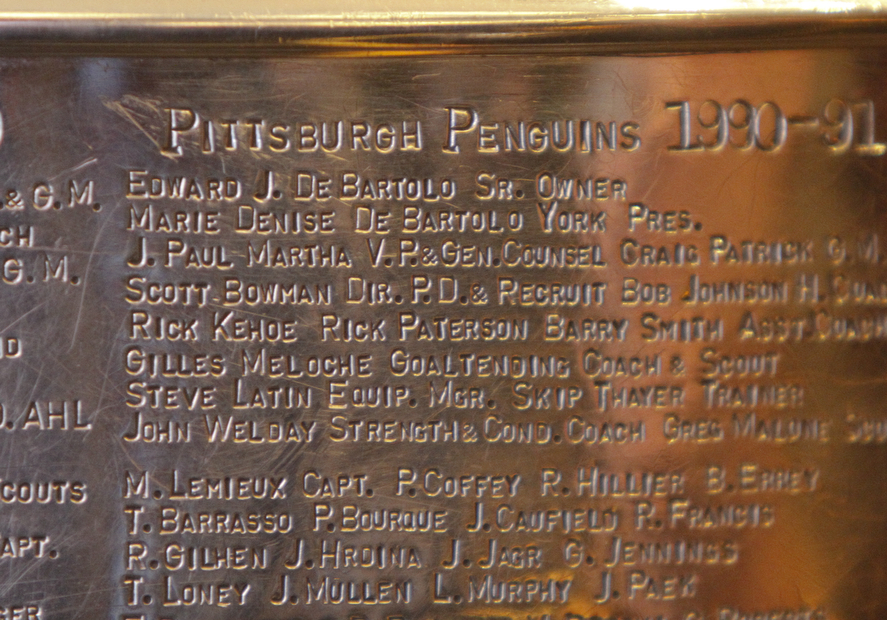 PITTSBURGH PENGUINS 1990-91
& G.M. EDWARD J. DE BARTOLO SR. OWNER
MARIE DENISE DE BARTOLO YORK PRES.
CH J. PAUL MARTHA V.P.&GEN.COUNSEL CRAIG PATRICK G.M.
G.M. SCOTT BOWMAN DIR. P.D.& RECRUIT BOB JOHNSON H. COAC
RICK KEHOE RICK PATERSON BARRY SMITH ASST.COACH
GILLES MELOCHE GOALTENDING COACH & SCOUT
STEVE LATIN EQUIP. MGR. SKIP THAYER TRAINER
AHL JOHN WELDAY STRENGTH & COND. COACH GREG MALONE SCO
COUTS M. LEMIEUX CAPT. P.COFFEY R.HILLIER B.ERREY
T. BARRASSO P.BOURQUE J.CAUFIELD R.FRANCIS
APT. R.GILHEN J.HRDINA J.JAGR G.JENNINGS
T. LONEY J.MULLEN L.MURPHY J.PAEK